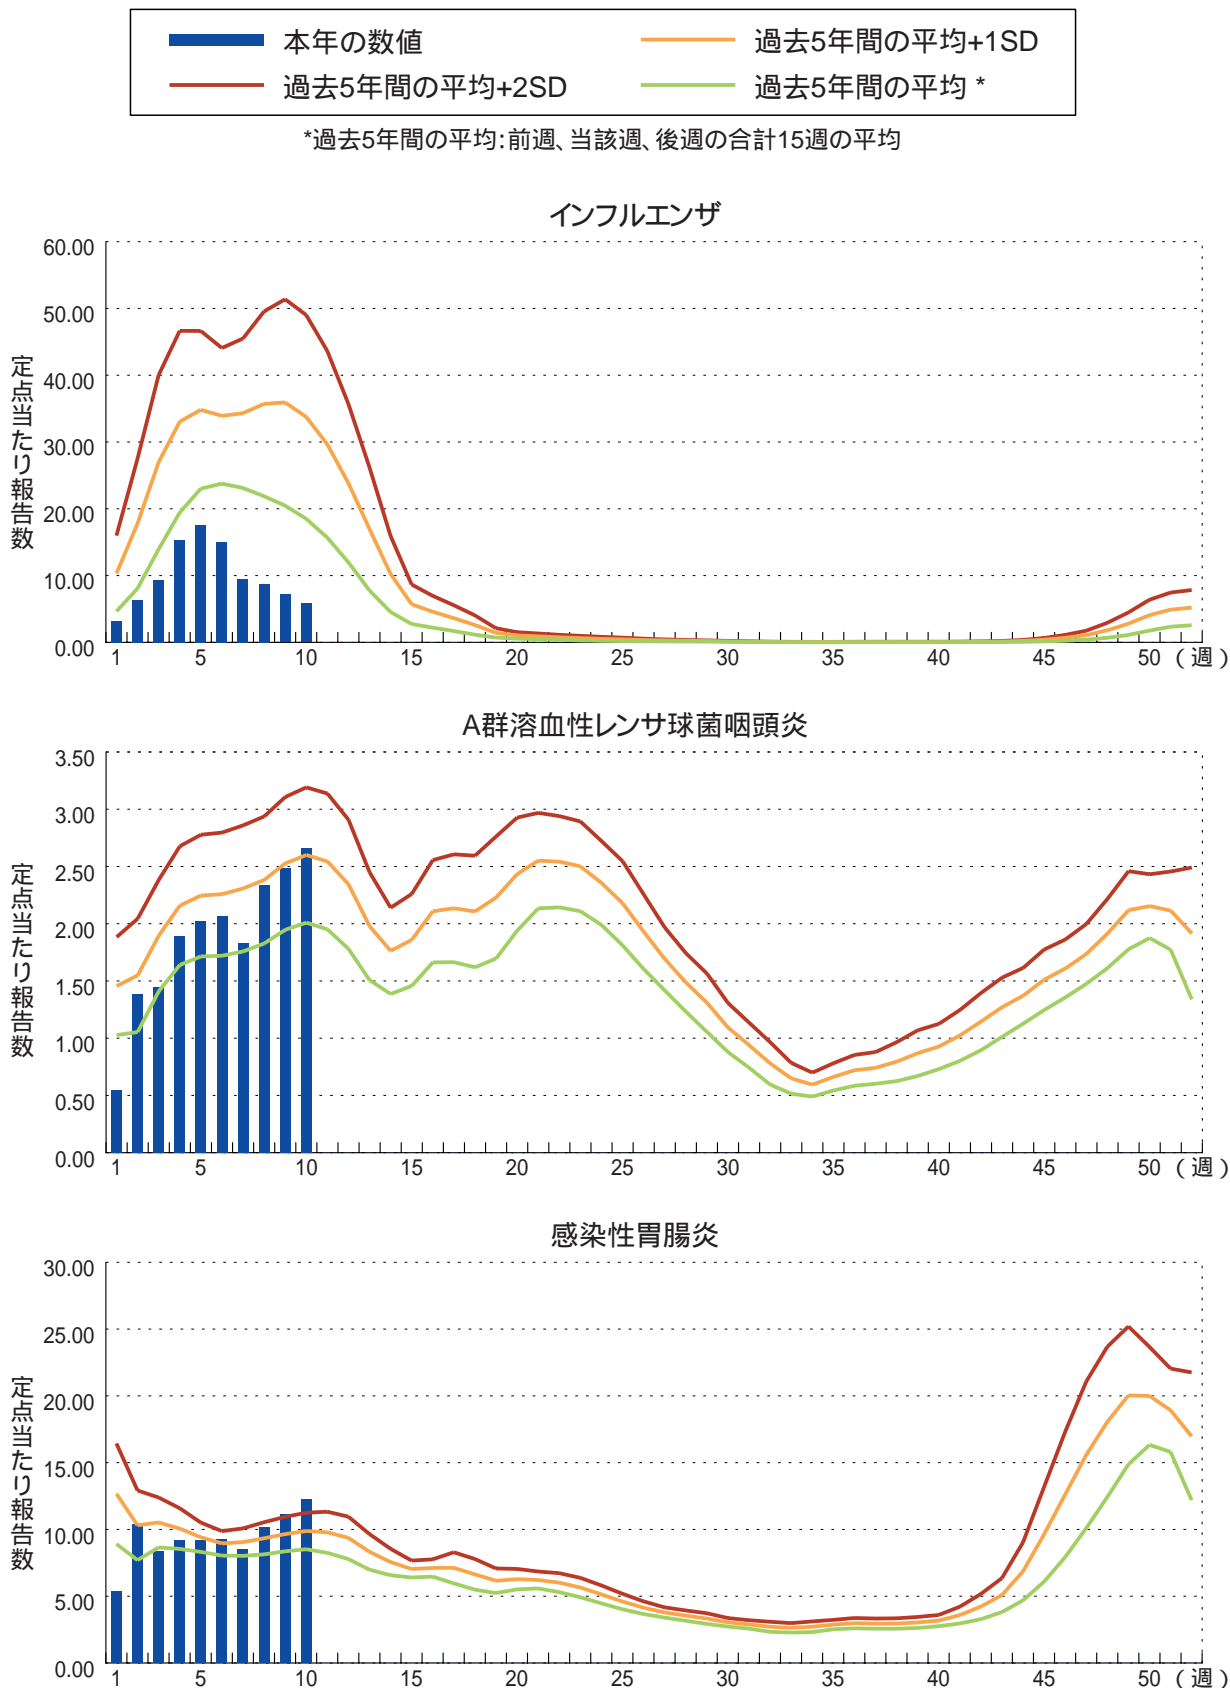 本年の数値 過去5年間の平均+1SD
過去5年間の平均+2SD 過去5年間の平均 *
*過去5年間の平均:前週、当該週、後週の合計15週の平均
インフルエンザ
定点当たり報告数
60.00
50.00
40.00
30.00
20.00
10.00
0.00
1 5 10 15 20 25 30 35 40 45 50 (週)
A群溶血性レンサ球菌咽頭炎
定点当たり報告数
3.50
3.00
2.50
2.00
1.50
1.00
0.50
0.00
1 5 10 15 20 25 30 35 40 45 50 (週)
感染性胃腸炎
定点当たり報告数
30.00
25.00
20.00
15.00
10.00
5.00
0.00
1 5 10 15 20 25 30 35 40 45 50 (週)